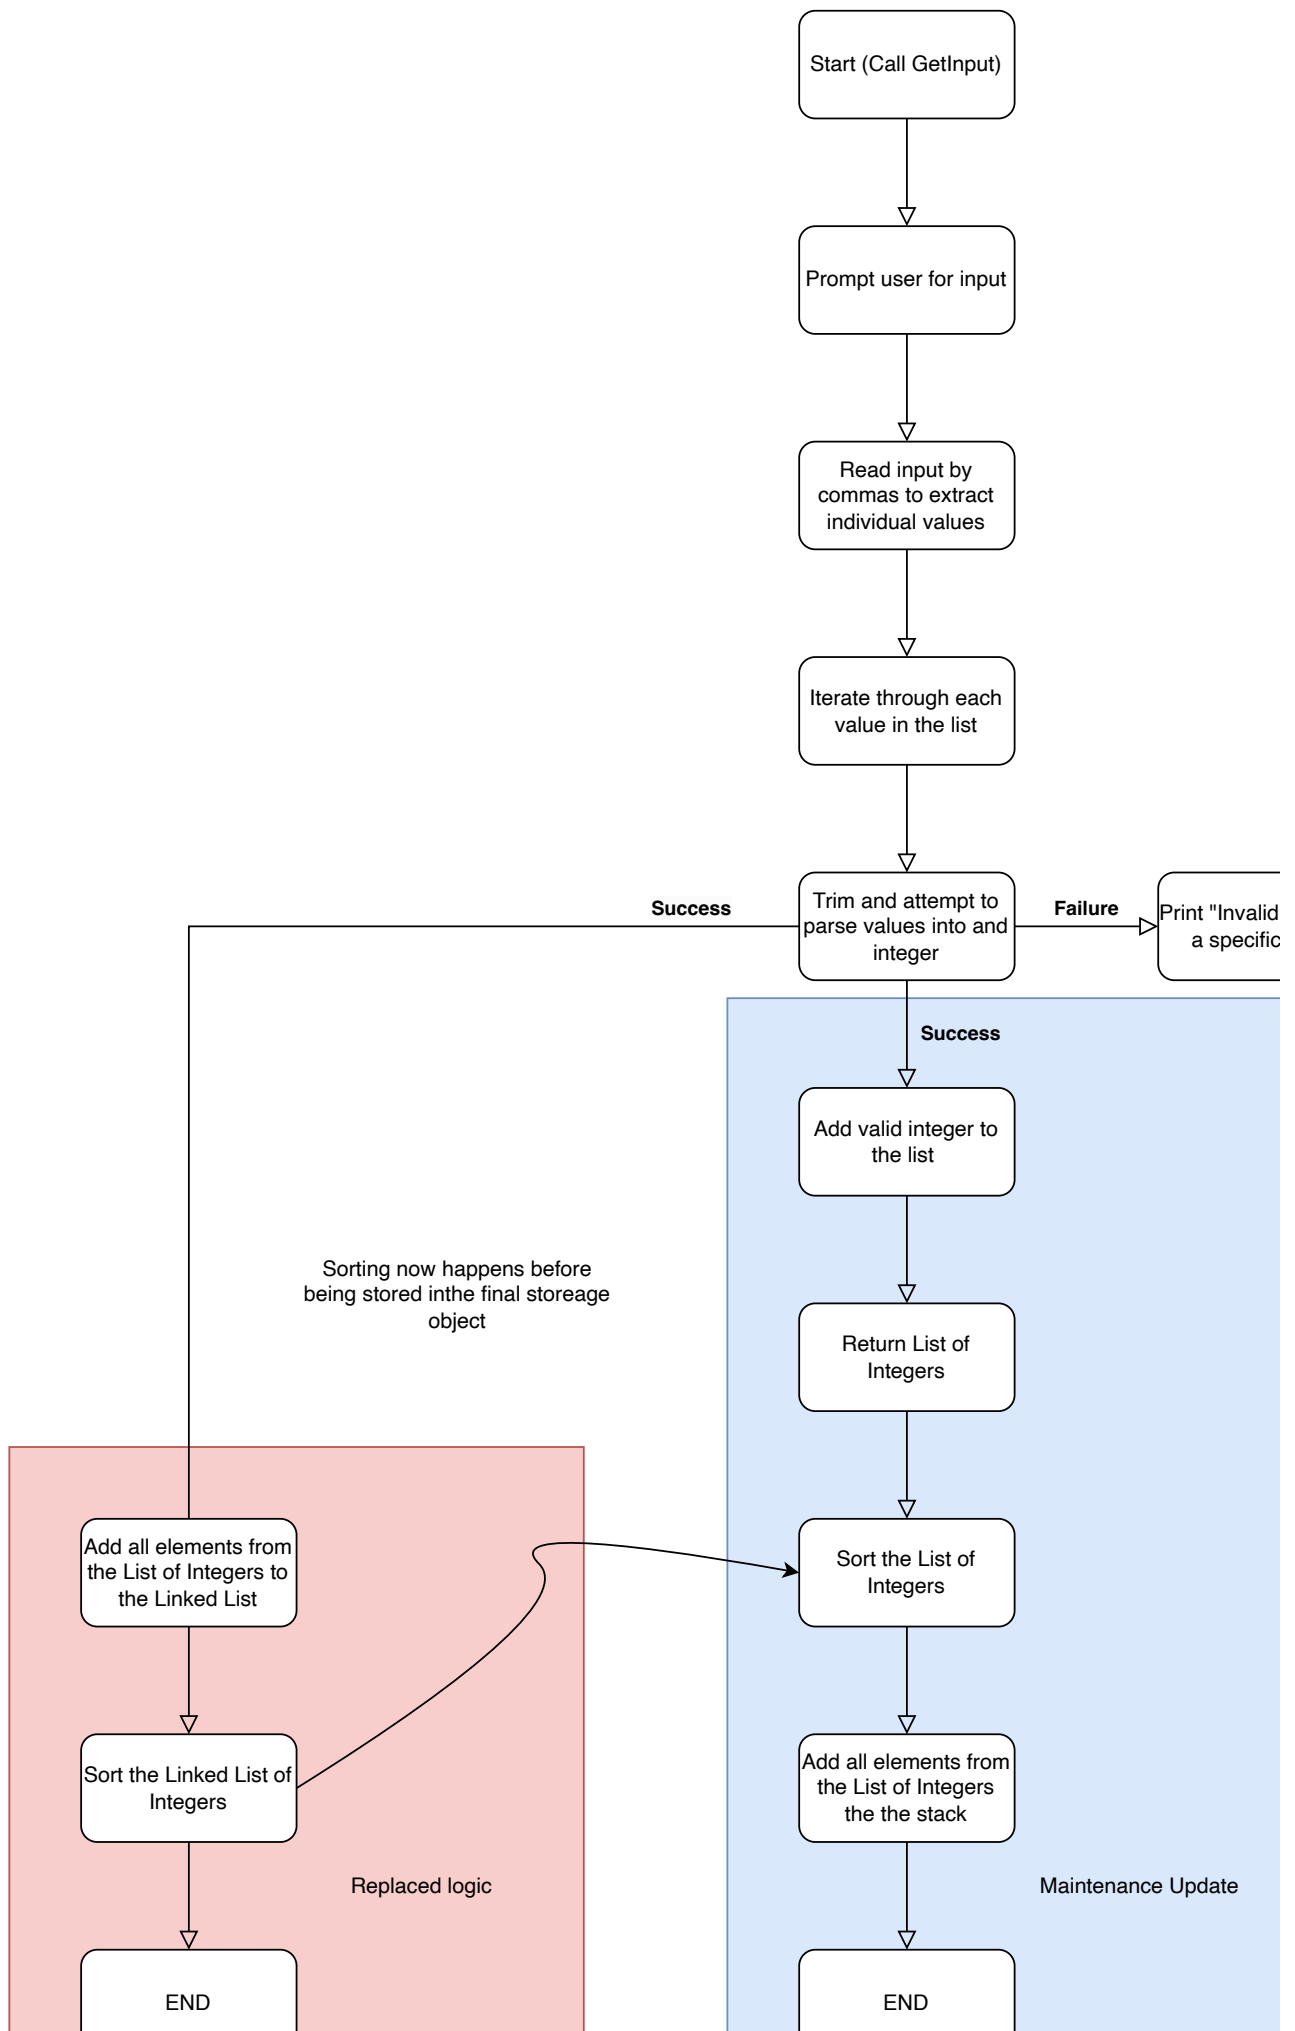 Start (Call GetInput)
Prompt user for input
Read input by
commas to extract
individual values
Iterate through each
value in the list
Success
Trim and attempt to
parse values into and
integer
Failure
Print "Invalid
a specific
Success
Add valid integer to
the list
Sorting now happens before
being stored inthe final storeage
object
Return List of
Integers
Add all elements from
the List of Integers to
the Linked List
Sort the List of
Integers
Sort the Linked List of
Integers
Add all elements from
the List of Integers
the the stack
Replaced logic
Maintenance Update
END
END